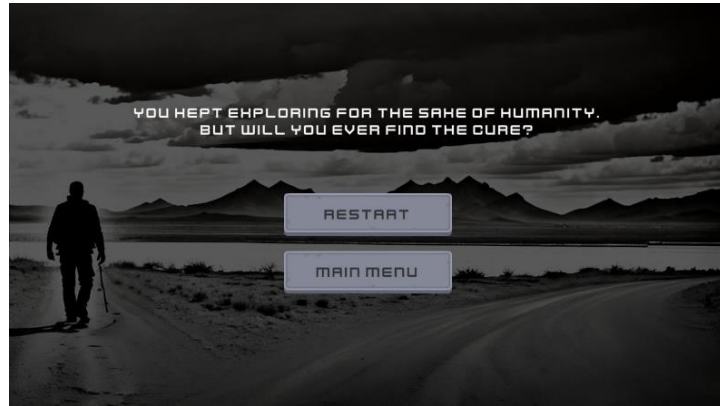 YOU KEPT EXPLORING FOR THE SAKE OF HUMANITY.
BUT WILL YOU EVER FIND THE CURE?
RESTART
MAIN MENU